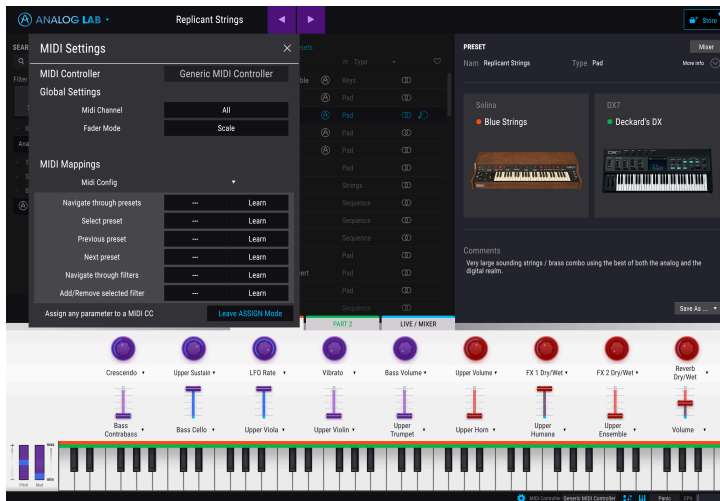 ANALOG LAB
Replicant Strings
Store
MIDI Settings
MIDI Controller
Generic MIDI Controller
Global Settings
Midi Channel
All
Fader Mode
Scale
MIDI Mappings
Midi Config
Navigate through presets
---
Learn
Select preset
---
Learn
Previous preset
---
Learn
Next preset
---
Learn
Navigate through filters
---
Learn
Add/Remove selected filter
---
Learn
Assign any parameter to a MIDI CC
Leave ASSIGN Mode
SEAR
Filter
Ana
Type
Keys
Pad
Pad
Pad
Pad
Pad
Strings
Sequence
Sequence
Sequence
Pad
Pad
Pad
Sequence
PRESET
Mixer
Nam Replicant Strings
Type Pad
More info
Solina
Blue Strings
DX7
Deckard's DX
Comments
Very large sounding strings / brass combo using the best of both the analog and the
digital realm.
Save As ...
PART 2
LIVE / MIXER
Crescendo
Upper Sustain
LFO Rate
Vibrato
Bass Volume
Upper Volume
FX 1 Dry/Wet
FX 2 Dry/Wet
Reverb
Dry/Wet
Bass
Contrabass
Bass Cello
Upper Viola
Upper Violin
Upper
Trumpet
Upper Horn
Upper
Humana
Upper
Ensemble
Volume
max
min
Pitch
Mod
MIDI Controller Generic MIDI Controller
Panic
CPU